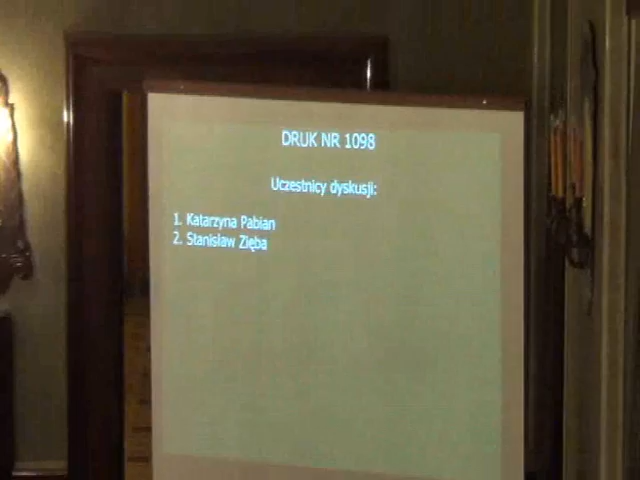 DRUK NR 1098
Uczestnicy dyskusji:
1. Katarzyna Pabian
2. Stanisław Zięba